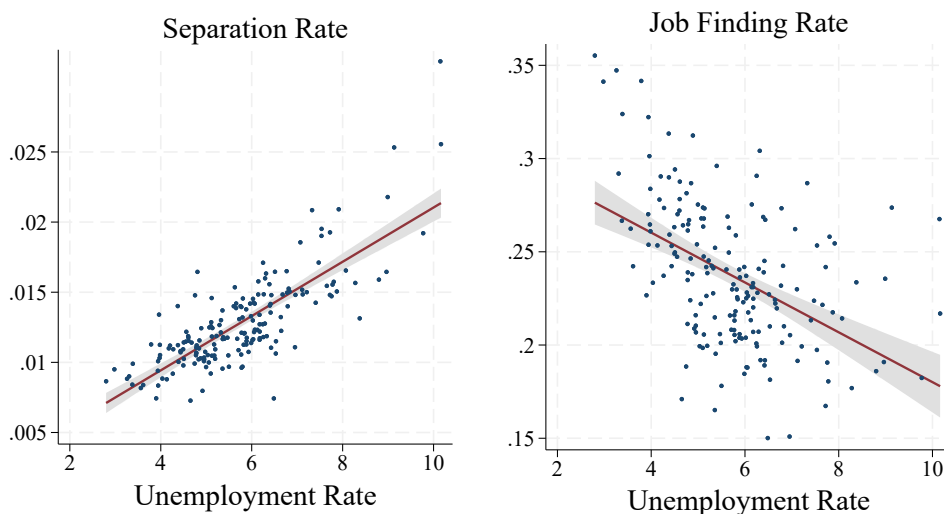 Separation Rate
.025
.02
.015
.01
.005
2 4 6 8 10
Unemployment Rate
Job Finding Rate
.35
.3
.25
.2
.15
2 4 6 8 10
Unemployment Rate